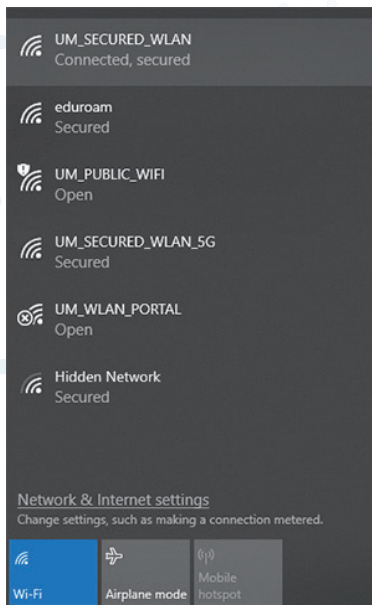 UM_SECURED_WLAN
Connected, secured
eduroam
Secured
UM_PUBLIC_WIFI
Open
UM_SECURED_WLAN_5G
Secured
UM_WLAN_PORTAL
Open
Hidden Network
Secured
Network & Internet settings
Change settings, such as making a connection metered.
Wi-Fi
Airplane mode
Mobile
hotspot